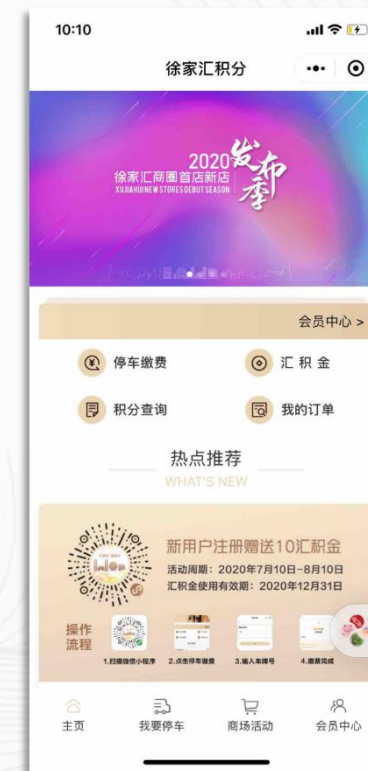 10:10
徐家汇积分
2020发布季
徐家汇商圈首店新店
XUJIAHUI NEW STORES DEBUT SEASON
会员中心 >
停车缴费
汇 积 金
积分查询
我的订单
热点推荐
WHAT'S NEW
新用户注册赠送10汇积金
活动周期：2020年7月10日-8月10日
汇积金使用有效期：2020年12月31日
操作
流程
1.扫描微信小程序
2.点击停车缴费
3.输入车牌号
4.缴费完成
主页
我要停车
商场活动
会员中心